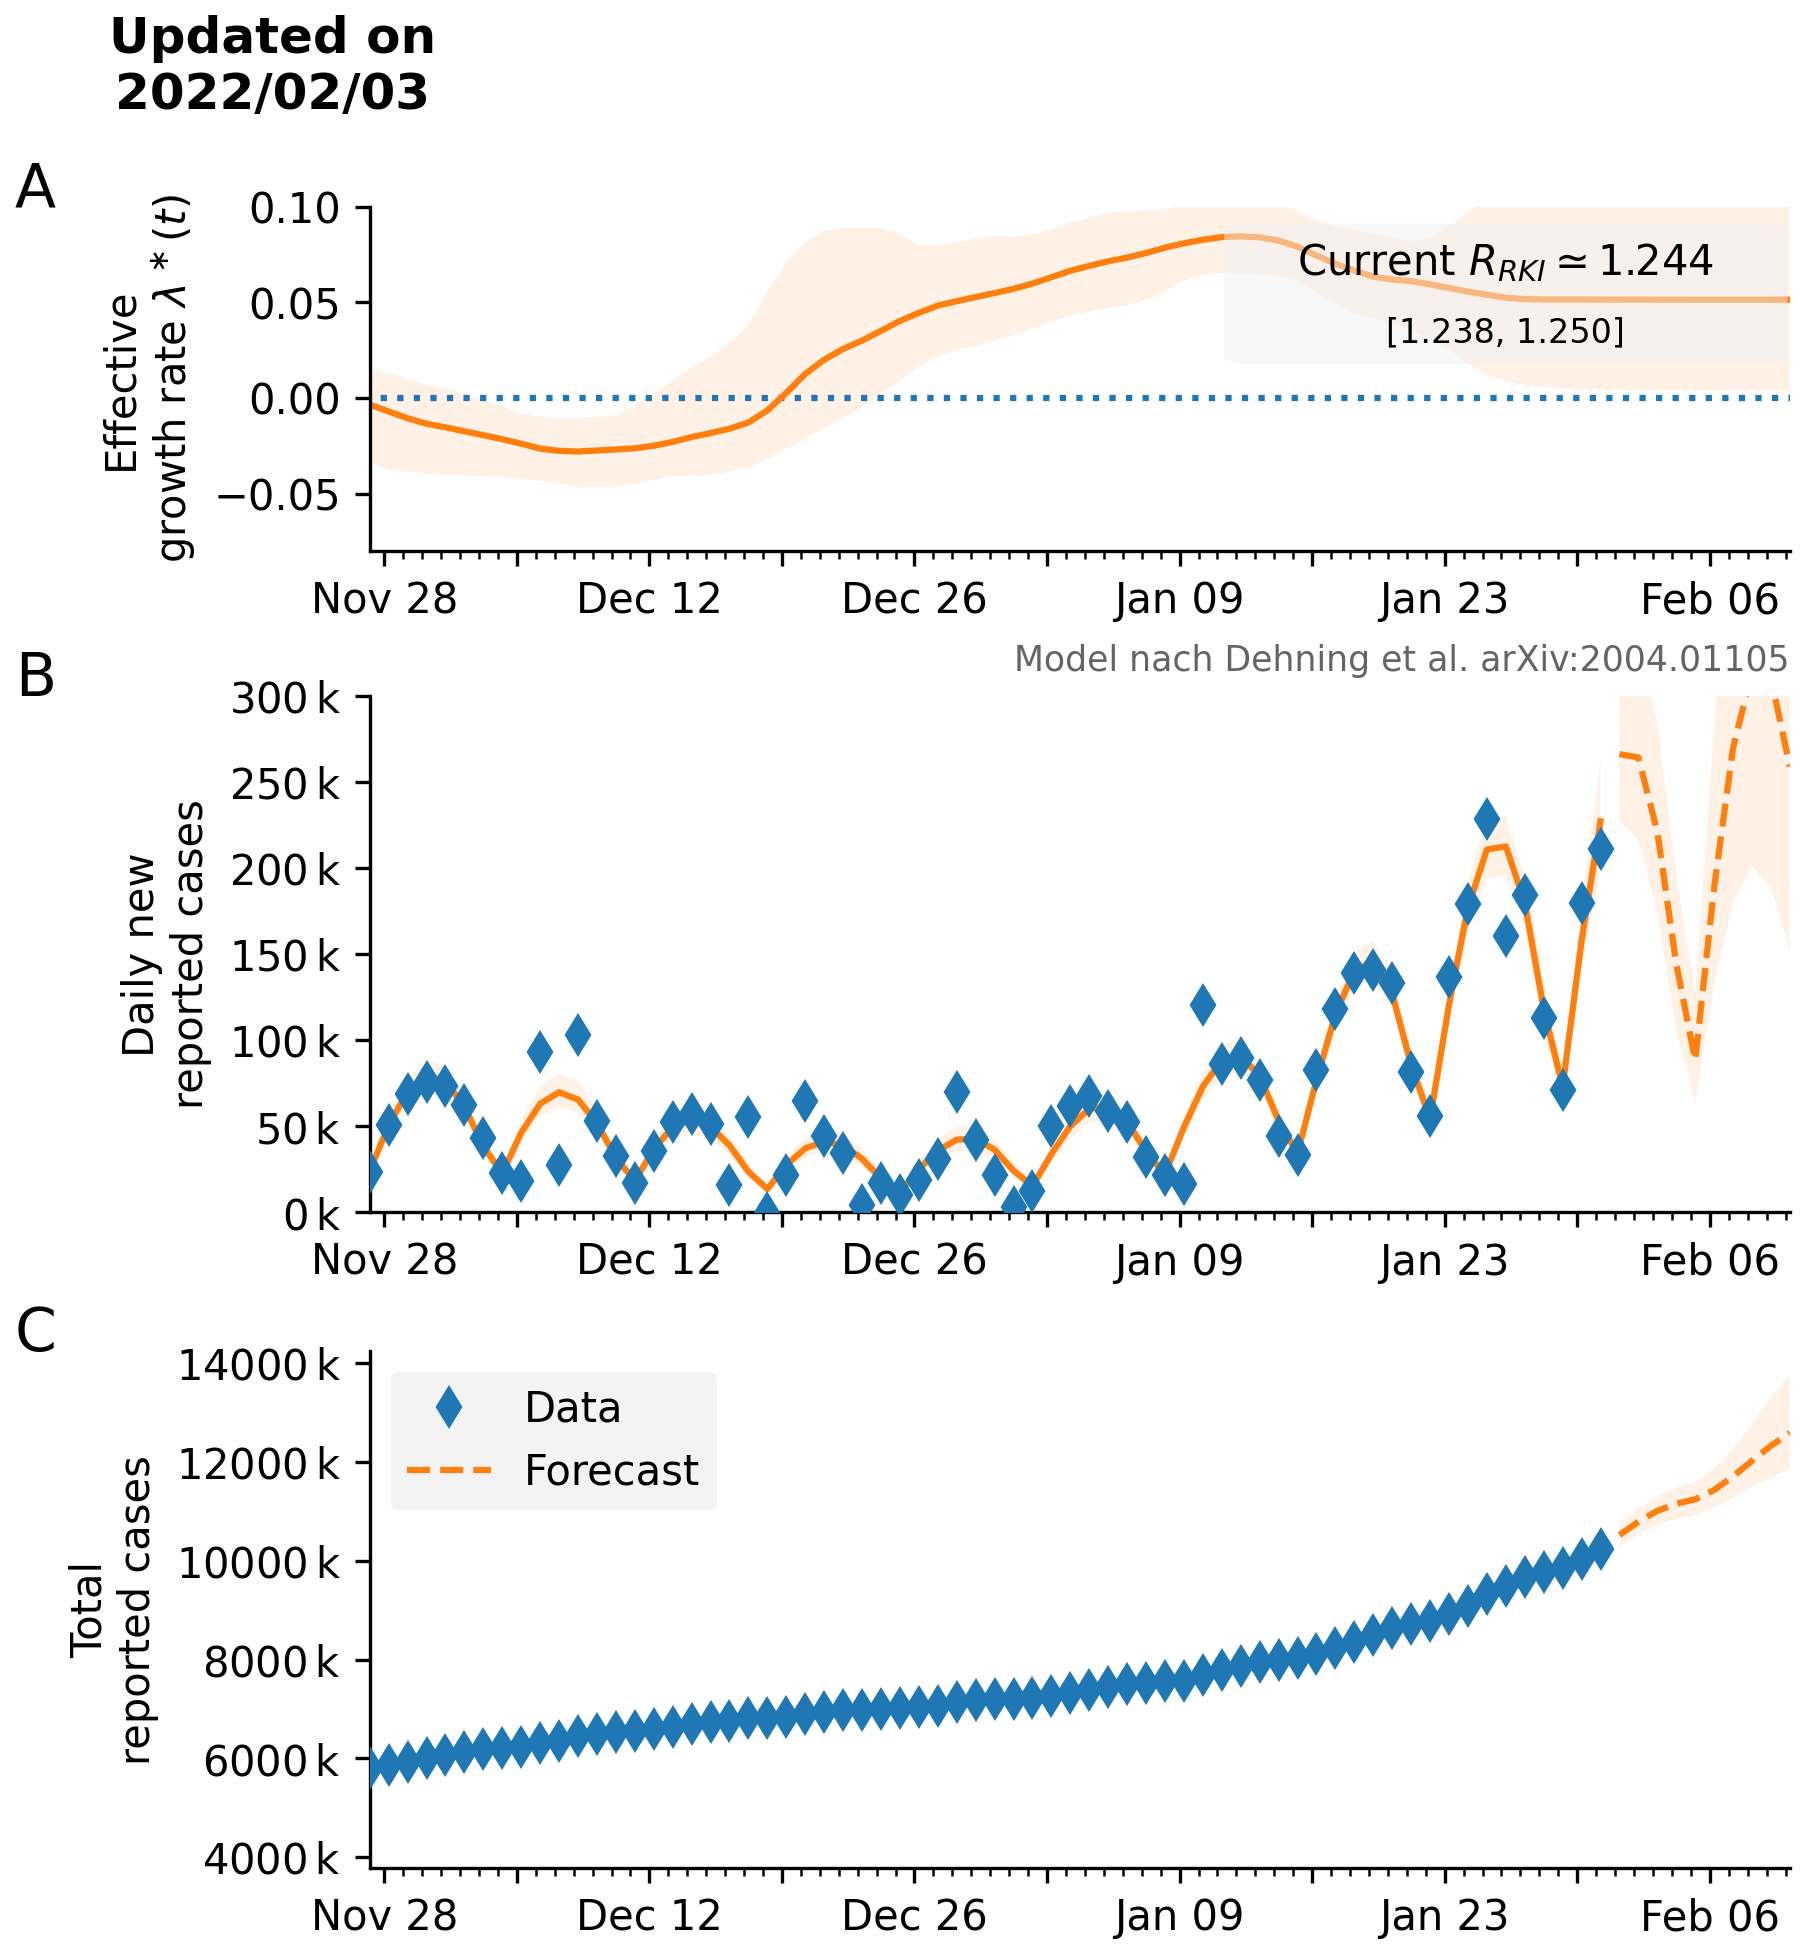 Updated on
2022/02/03
A
Effective
growth rate λ * (t)
0.10
0.05
0.00
−0.05
Current R_RKI ≃ 1.244
[1.238, 1.250]
Nov 28 Dec 12 Dec 26 Jan 09 Jan 23 Feb 06
B
Model nach Dehning et al. arXiv:2004.01105
Daily new
reported cases
300 k
250 k
200 k
150 k
100 k
50 k
0 k
Nov 28 Dec 12 Dec 26 Jan 09 Jan 23 Feb 06
C
Total
reported cases
14000 k
12000 k
10000 k
8000 k
6000 k
4000 k
Data
Forecast
Nov 28 Dec 12 Dec 26 Jan 09 Jan 23 Feb 06